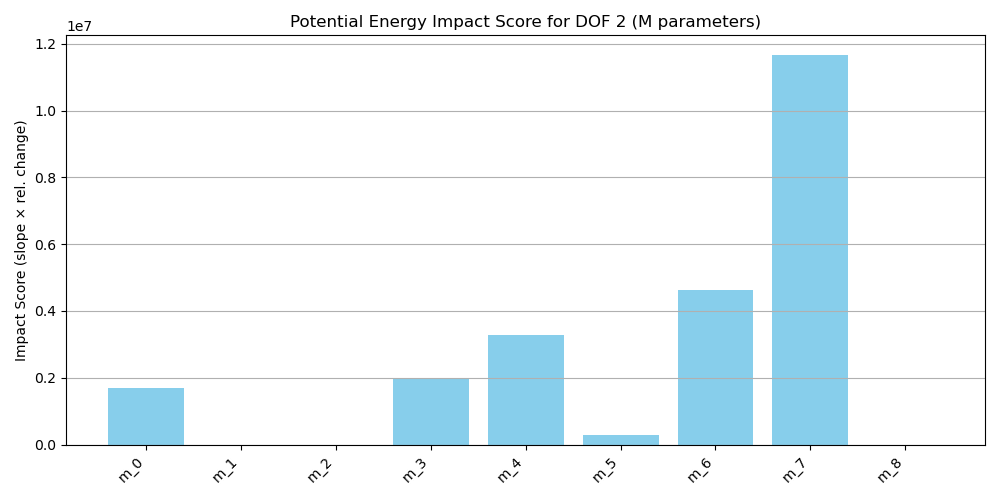 Potential Energy Impact Score for DOF 2 (M parameters)
1e7
1.2
1.0
0.8
0.6
0.4
0.2
0.0
Impact Score (slope × rel. change)
m_0
m_1
m_2
m_3
m_4
m_5
m_6
m_7
m_8